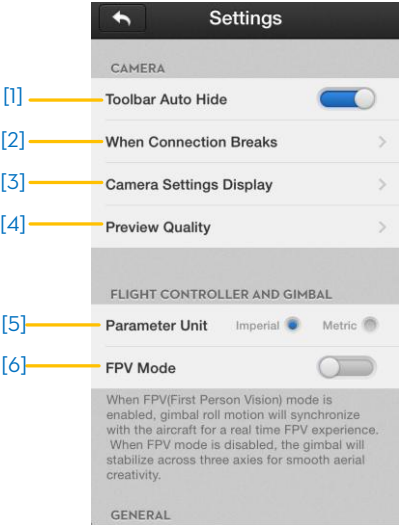 Settings
CAMERA
[1] Toolbar Auto Hide
[2] When Connection Breaks
[3] Camera Settings Display
[4] Preview Quality
FLIGHT CONTROLLER AND GIMBAL
[5] Parameter Unit Imperial Metric
[6] FPV Mode
When FPV(First Person Vision) mode is
enabled, gimbal roll motion will synchronize
with the aircraft for a real time FPV experience.
When FPV mode is disabled, the gimbal will
stabilize across three axies for smooth aerial
creativity.
GENERAL